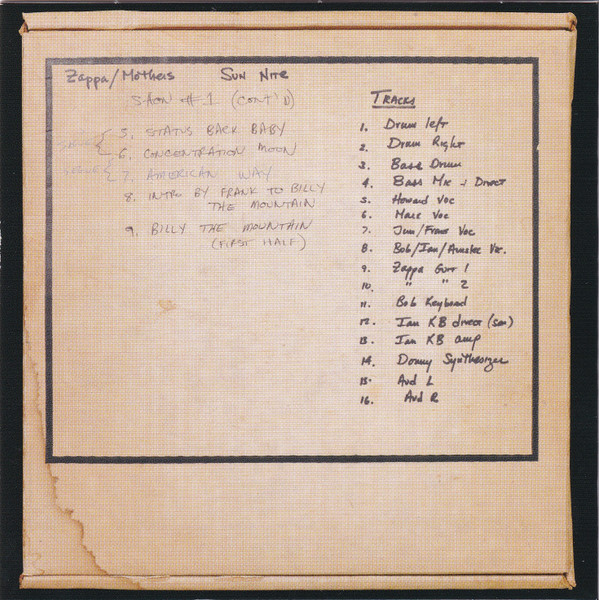 Zappa/Mothers Sun Nite
SHOW #1 (CONT'D)
5. STATUS BACK BABY
6. CONCENTRATION MOON
7. AMERICAN WAY
8. INTRO BY FRANK TO BILLY
THE MOUNTAIN
9. BILLY THE MOUNTAIN
(FIRST HALF)
TRACKS
1. Drum left
2. Drum Right
3. Bass Drum
4. Bass Mic + Direct
5. Howard Voc
6. Mark Voc
7. Jim/Frank Voc
8. Bob/Ian/Aynsley Voc.
9. Zappa Guit 1
10. " " 2
11. Bob Keyboard
12. Ian KB direct (sax)
13. Ian KB amp
14. Donny Synthesizer
15. Aud L
16. Aud R